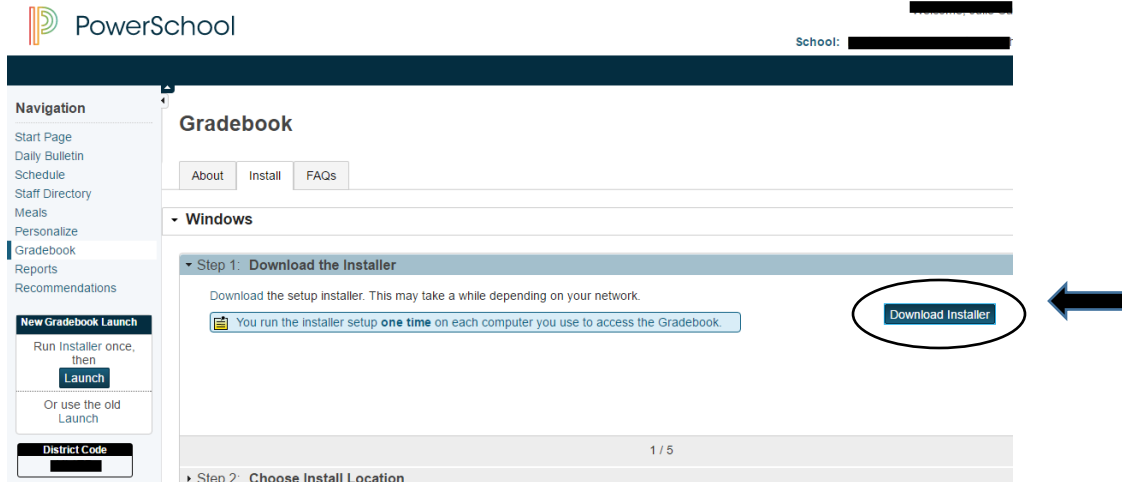 PowerSchool
School:
Navigation
Start Page
Daily Bulletin
Schedule
Staff Directory
Meals
Personalize
Gradebook
Reports
Recommendations
New Gradebook Launch
Run Installer once,
then
Launch
Or use the old
Launch
District Code
Gradebook
About Install FAQs
Windows
Step 1: Download the Installer
Download the setup installer. This may take a while depending on your network.
You run the installer setup one time on each computer you use to access the Gradebook.
Download Installer
1 / 5
Step 2: Choose Install Location